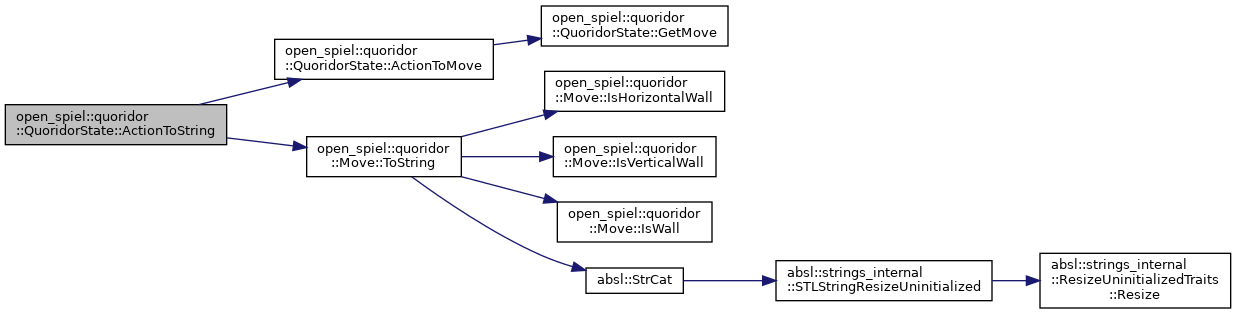 open_spiel::quoridor
::QuoridorState::ActionToString
open_spiel::quoridor
::QuoridorState::ActionToMove
open_spiel::quoridor
::QuoridorState::GetMove
open_spiel::quoridor
::Move::ToString
open_spiel::quoridor
::Move::IsHorizontalWall
open_spiel::quoridor
::Move::IsVerticalWall
open_spiel::quoridor
::Move::IsWall
absl::StrCat
absl::strings_internal
::STLStringResizeUninitialized
absl::strings_internal
::ResizeUninitializedTraits
::Resize